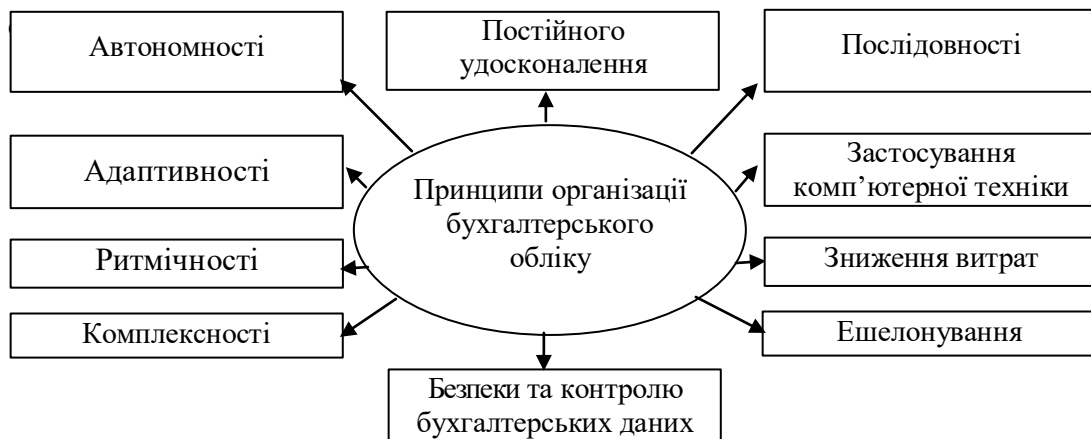 Автономності
Постійного
удосконалення
Послідовності
Адаптивності
Принципи організації
бухгалтерського
обліку
Застосування
комп’ютерної техніки
Ритмічності
Зниження витрат
Комплексності
Ешелонування
Безпеки та контролю
бухгалтерських даних